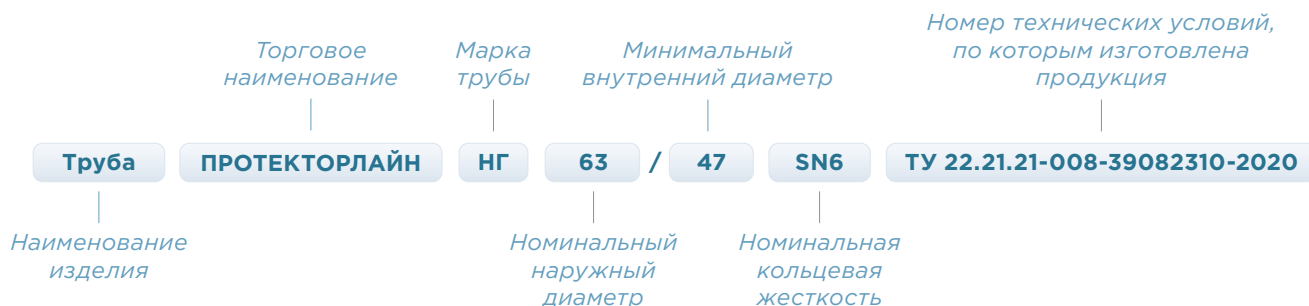 Номер технических условий,
по которым изготовлена
продукция
Торговое
наименование
Марка
трубы
Минимальный
внутренний диаметр
Труба ПРОТЕКТОРЛАЙН НГ 63 / 47 SN6 ТУ 22.21.21-008-39082310-2020
Наименование
изделия
Номинальный
наружный
диаметр
Номинальная
кольцевая
жесткость